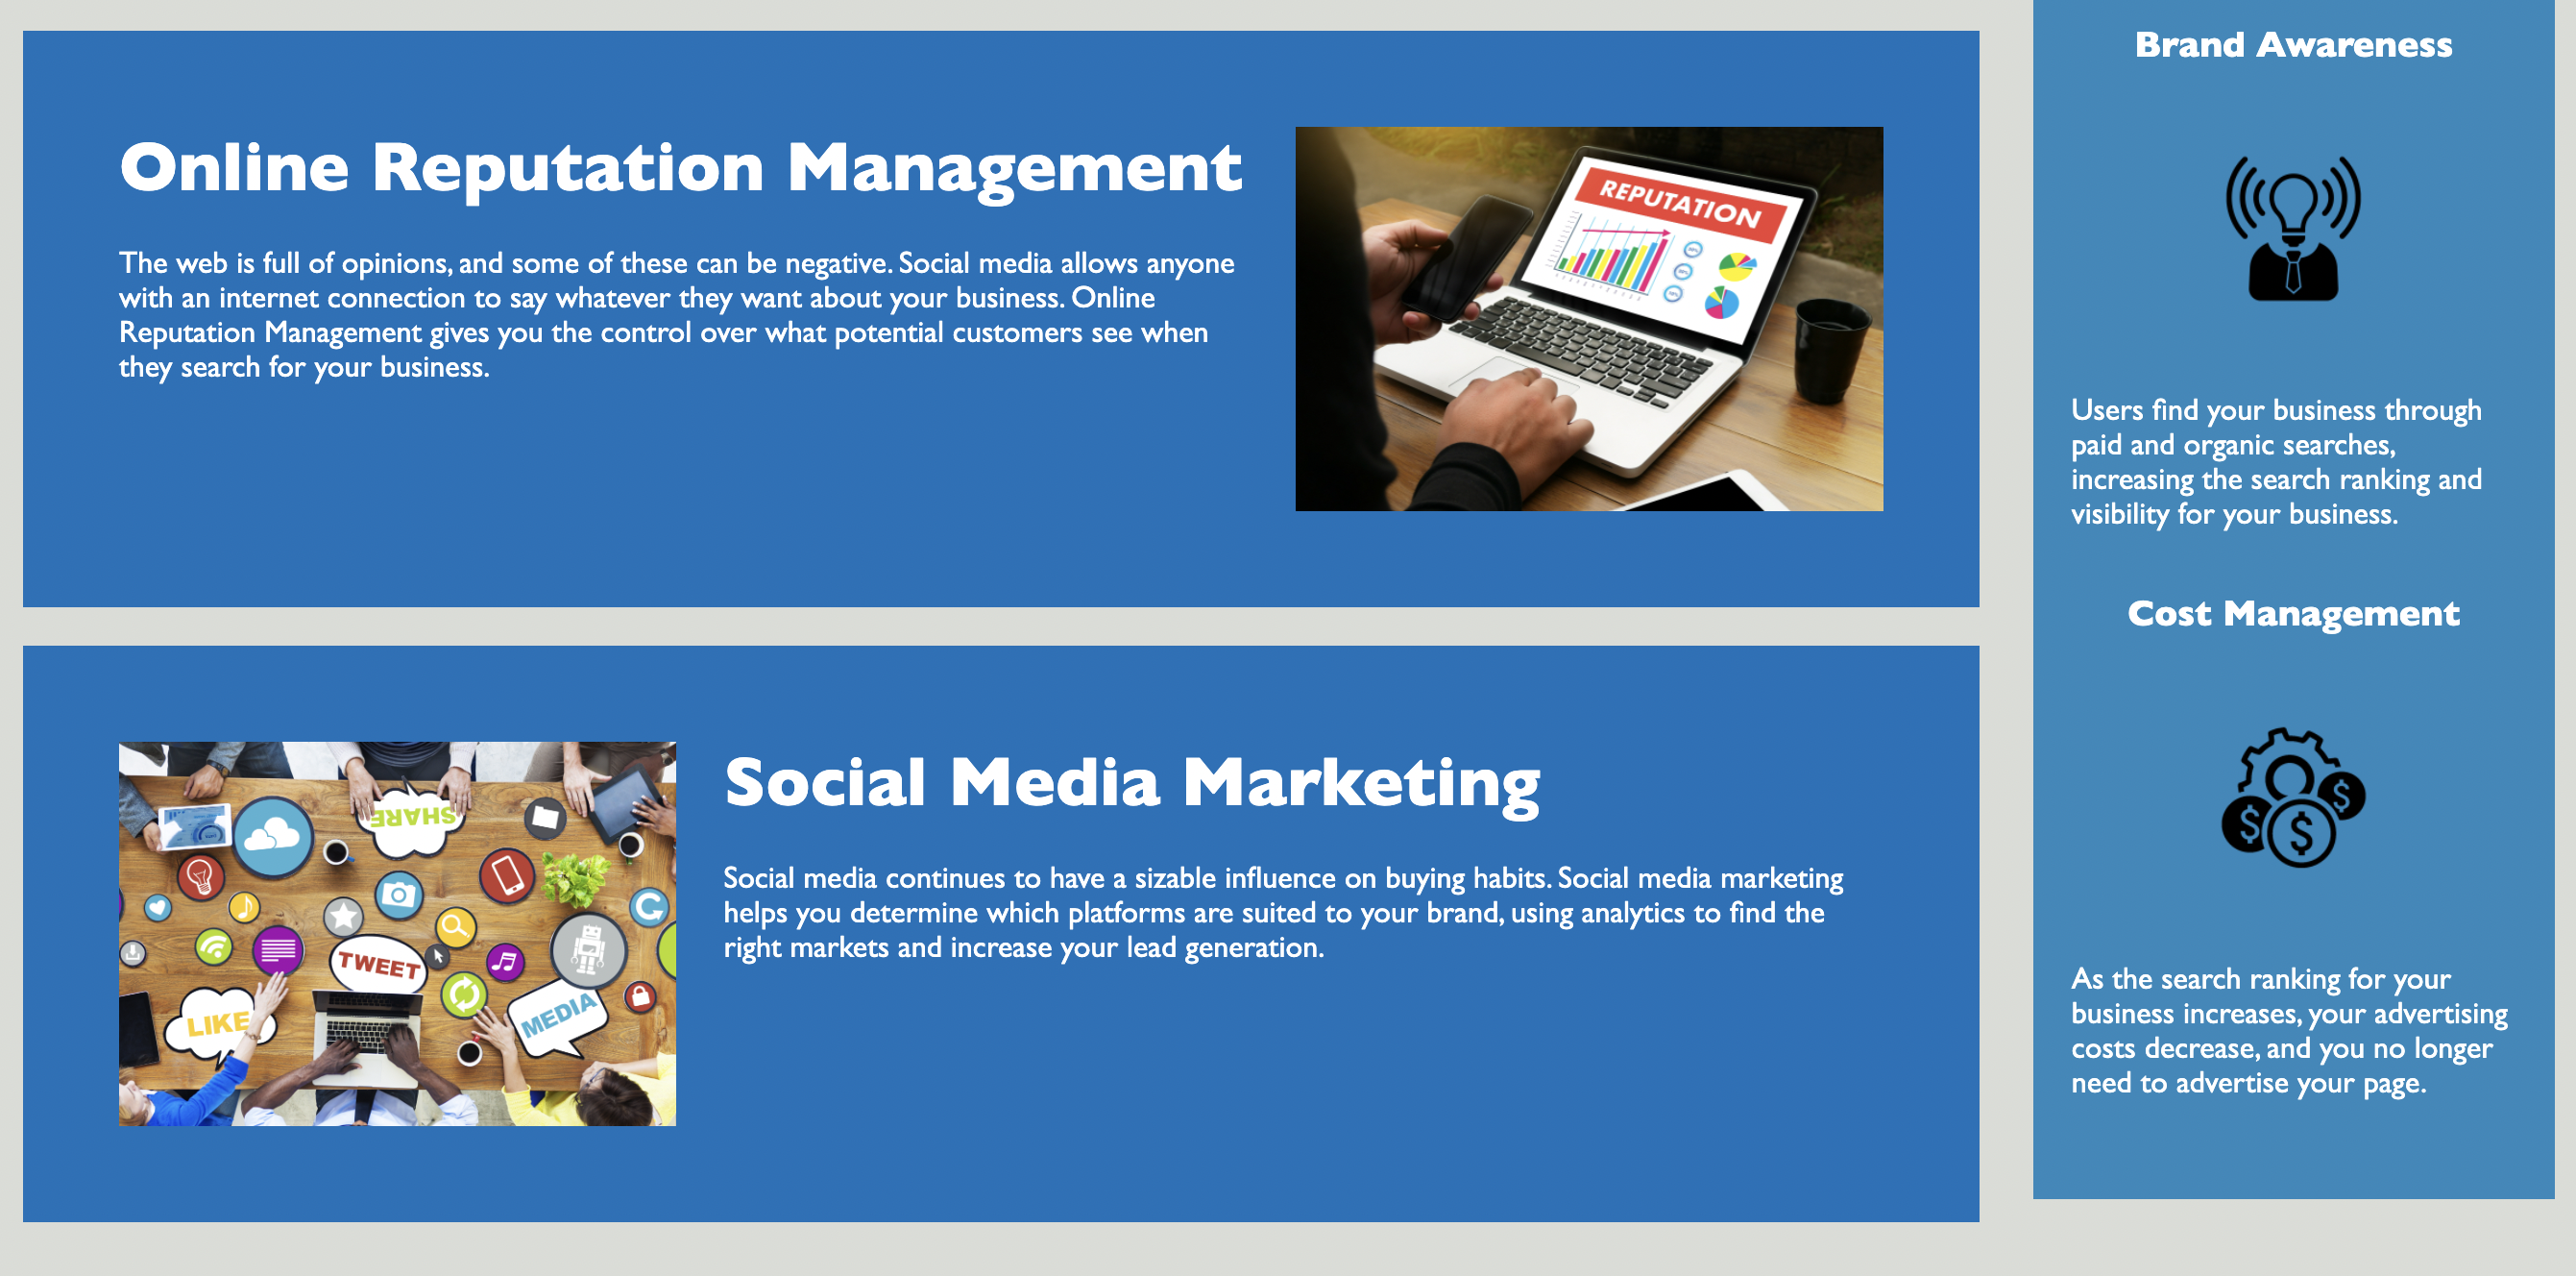 Online Reputation Management
The web is full of opinions, and some of these can be negative. Social media allows anyone
with an internet connection to say whatever they want about your business. Online
Reputation Management gives you the control over what potential customers see when
they search for your business.
REPUTATION
SHARE
TWEET
LIKE
MEDIA
Social Media Marketing
Social media continues to have a sizable influence on buying habits. Social media marketing
helps you determine which platforms are suited to your brand, using analytics to find the
right markets and increase your lead generation.
Brand Awareness
Users find your business through
paid and organic searches,
increasing the search ranking and
visibility for your business.
Cost Management
$
$
$
As the search ranking for your
business increases, your advertising
costs decrease, and you no longer
need to advertise your page.